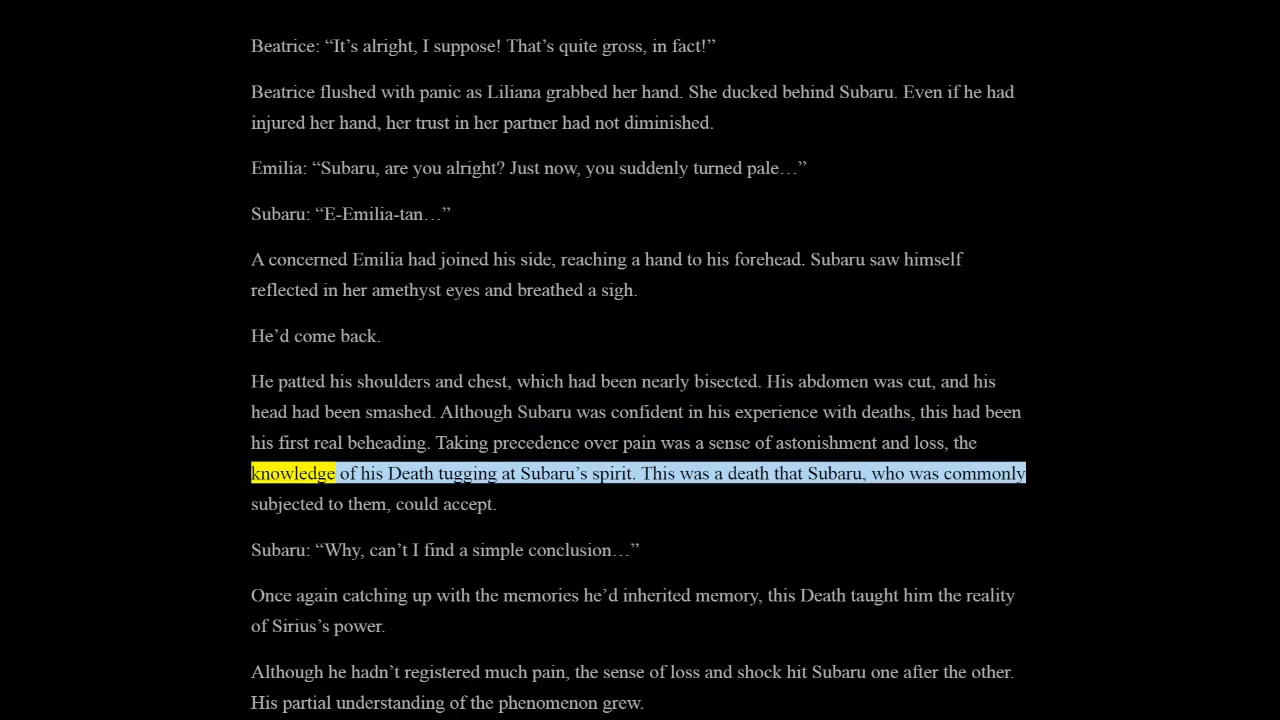 Beatrice: “It’s alright, I suppose! That’s quite gross, in fact!”
Beatrice flushed with panic as Liliana grabbed her hand. She ducked behind Subaru. Even if he had
injured her hand, her trust in her partner had not diminished.
Emilia: “Subaru, are you alright? Just now, you suddenly turned pale…”
Subaru: “E-Emilia-tan…”
A concerned Emilia had joined his side, reaching a hand to his forehead. Subaru saw himself
reflected in her amethyst eyes and breathed a sigh.
He’d come back.
He patted his shoulders and chest, which had been nearly bisected. His abdomen was cut, and his
head had been smashed. Although Subaru was confident in his experience with deaths, this had been
his first real beheading. Taking precedence over pain was a sense of astonishment and loss, the
knowledge of his Death tugging at Subaru’s spirit. This was a death that Subaru, who was commonly
subjected to them, could accept.
Subaru: “Why, can’t I find a simple conclusion…”
Once again catching up with the memories he’d inherited memory, this Death taught him the reality
of Sirius’s power.
Although he hadn’t registered much pain, the sense of loss and shock hit Subaru one after the other.
His partial understanding of the phenomenon grew.